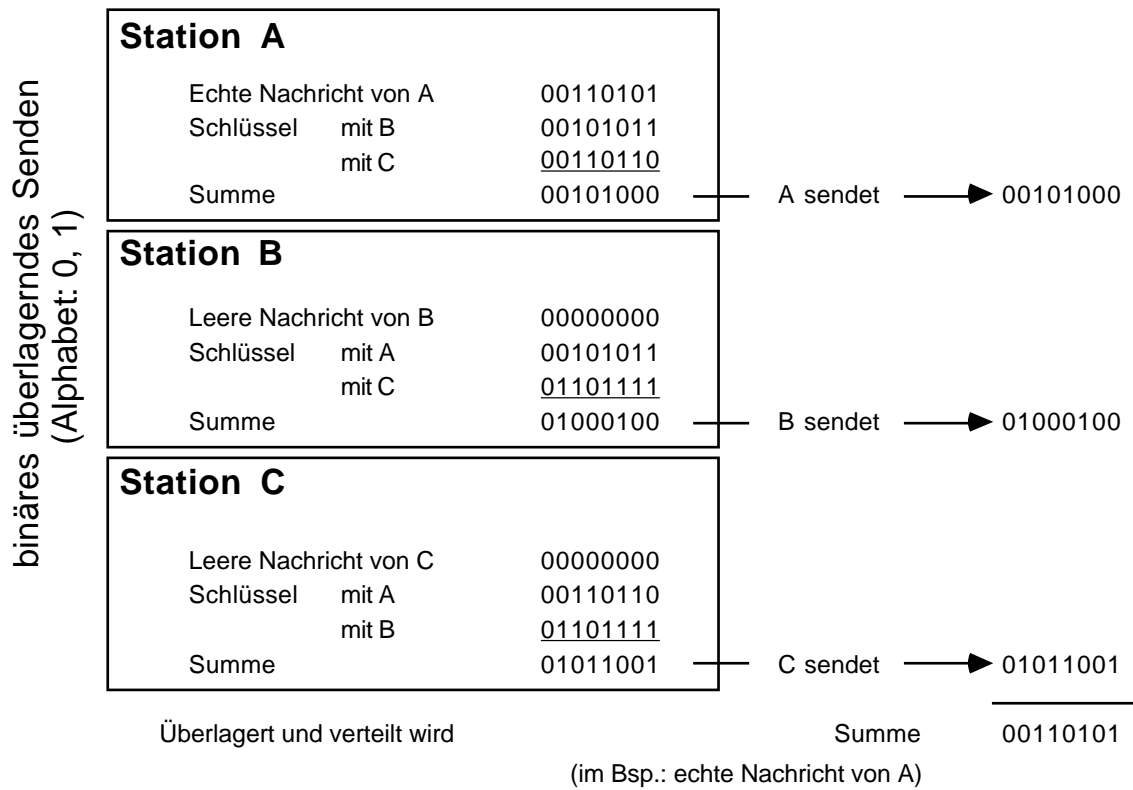 binäres überlagerndes Senden
(Alphabet: 0, 1)
Station A
Echte Nachricht von A 00110101
Schlüssel mit B 00101011
mit C 00110110
Summe 00101000 A sendet 00101000
Station B
Leere Nachricht von B 00000000
Schlüssel mit A 00101011
mit C 01101111
Summe 01000100 B sendet 01000100
Station C
Leere Nachricht von C 00000000
Schlüssel mit A 00110110
mit B 01101111
Summe 01011001 C sendet 01011001
Überlagert und verteilt wird Summe 00110101
(im Bsp.: echte Nachricht von A)